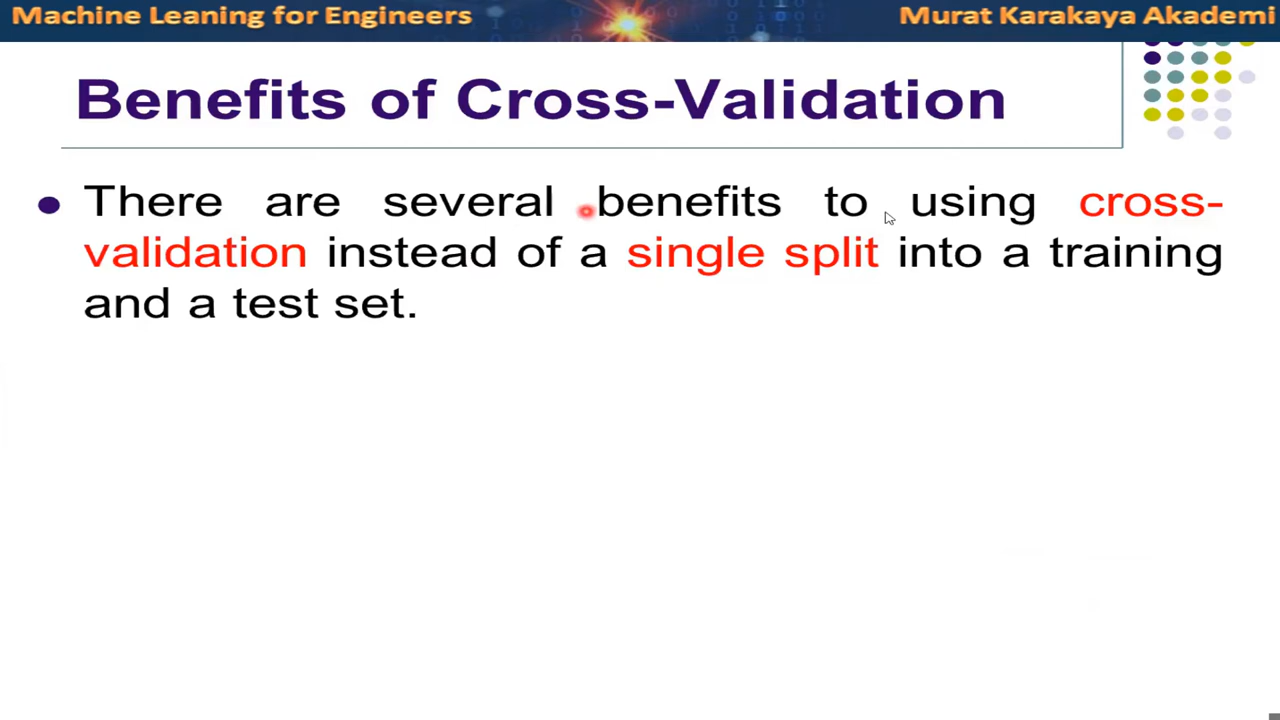 Machine Leaning for Engineers
Murat Karakaya Akademi
Benefits of Cross-Validation
There are several benefits to using cross-
validation instead of a single split into a training
and a test set.